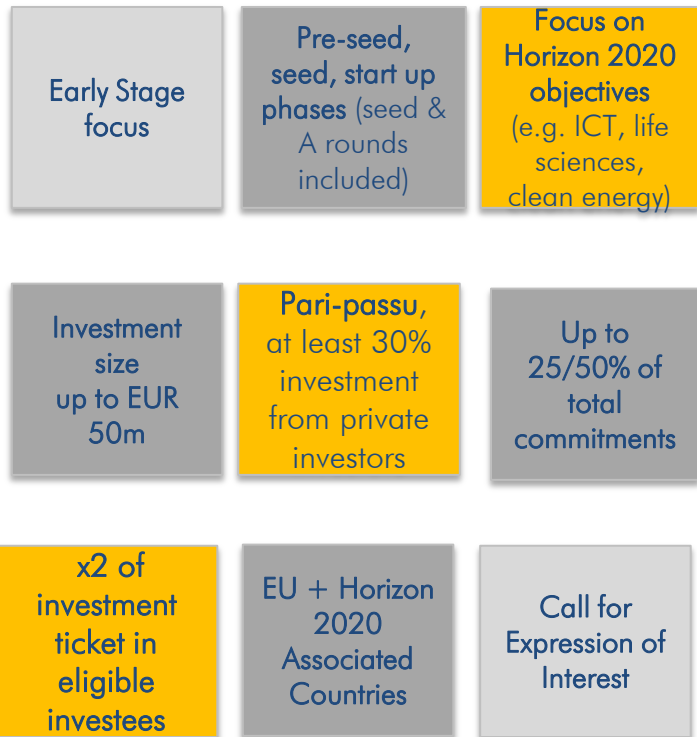 Early Stage
focus
Pre-seed,
seed, start up
phases (seed &
A rounds
included)
Focus on
Horizon 2020
objectives
(e.g. ICT, life
sciences,
clean energy)
Investment
size
up to EUR
50m
Pari-passu,
at least 30%
investment
from private
investors
Up to
25/50% of
total
commitments
x2 of
investment
ticket in
eligible
investees
EU + Horizon
2020
Associated
Countries
Call for
Expression of
Interest